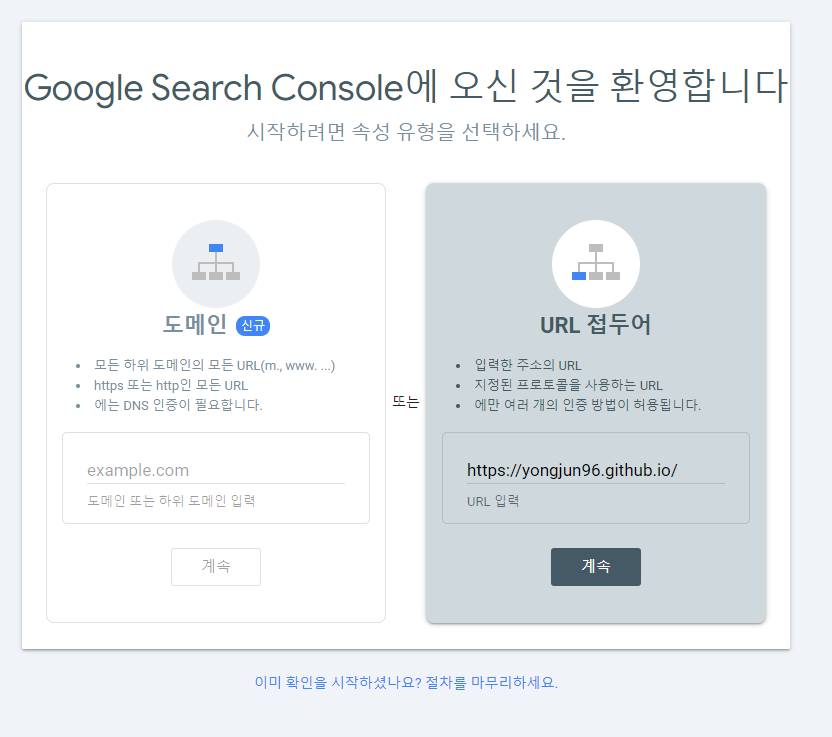 Google Search Console에 오신 것을 환영합니다
시작하려면 속성 유형을 선택하세요.
도메인 신규
모든 하위 도메인의 모든 URL(m., www. ...)
https 또는 http인 모든 URL
에는 DNS 인증이 필요합니다.
example.com
도메인 또는 하위 도메인 입력
계속
또는
URL 접두어
입력한 주소의 URL
지정된 프로토콜을 사용하는 URL
에만 여러 개의 인증 방법이 허용됩니다.
https://yongjun96.github.io/
URL 입력
계속
이미 확인을 시작하셨나요? 절차를 마무리하세요.